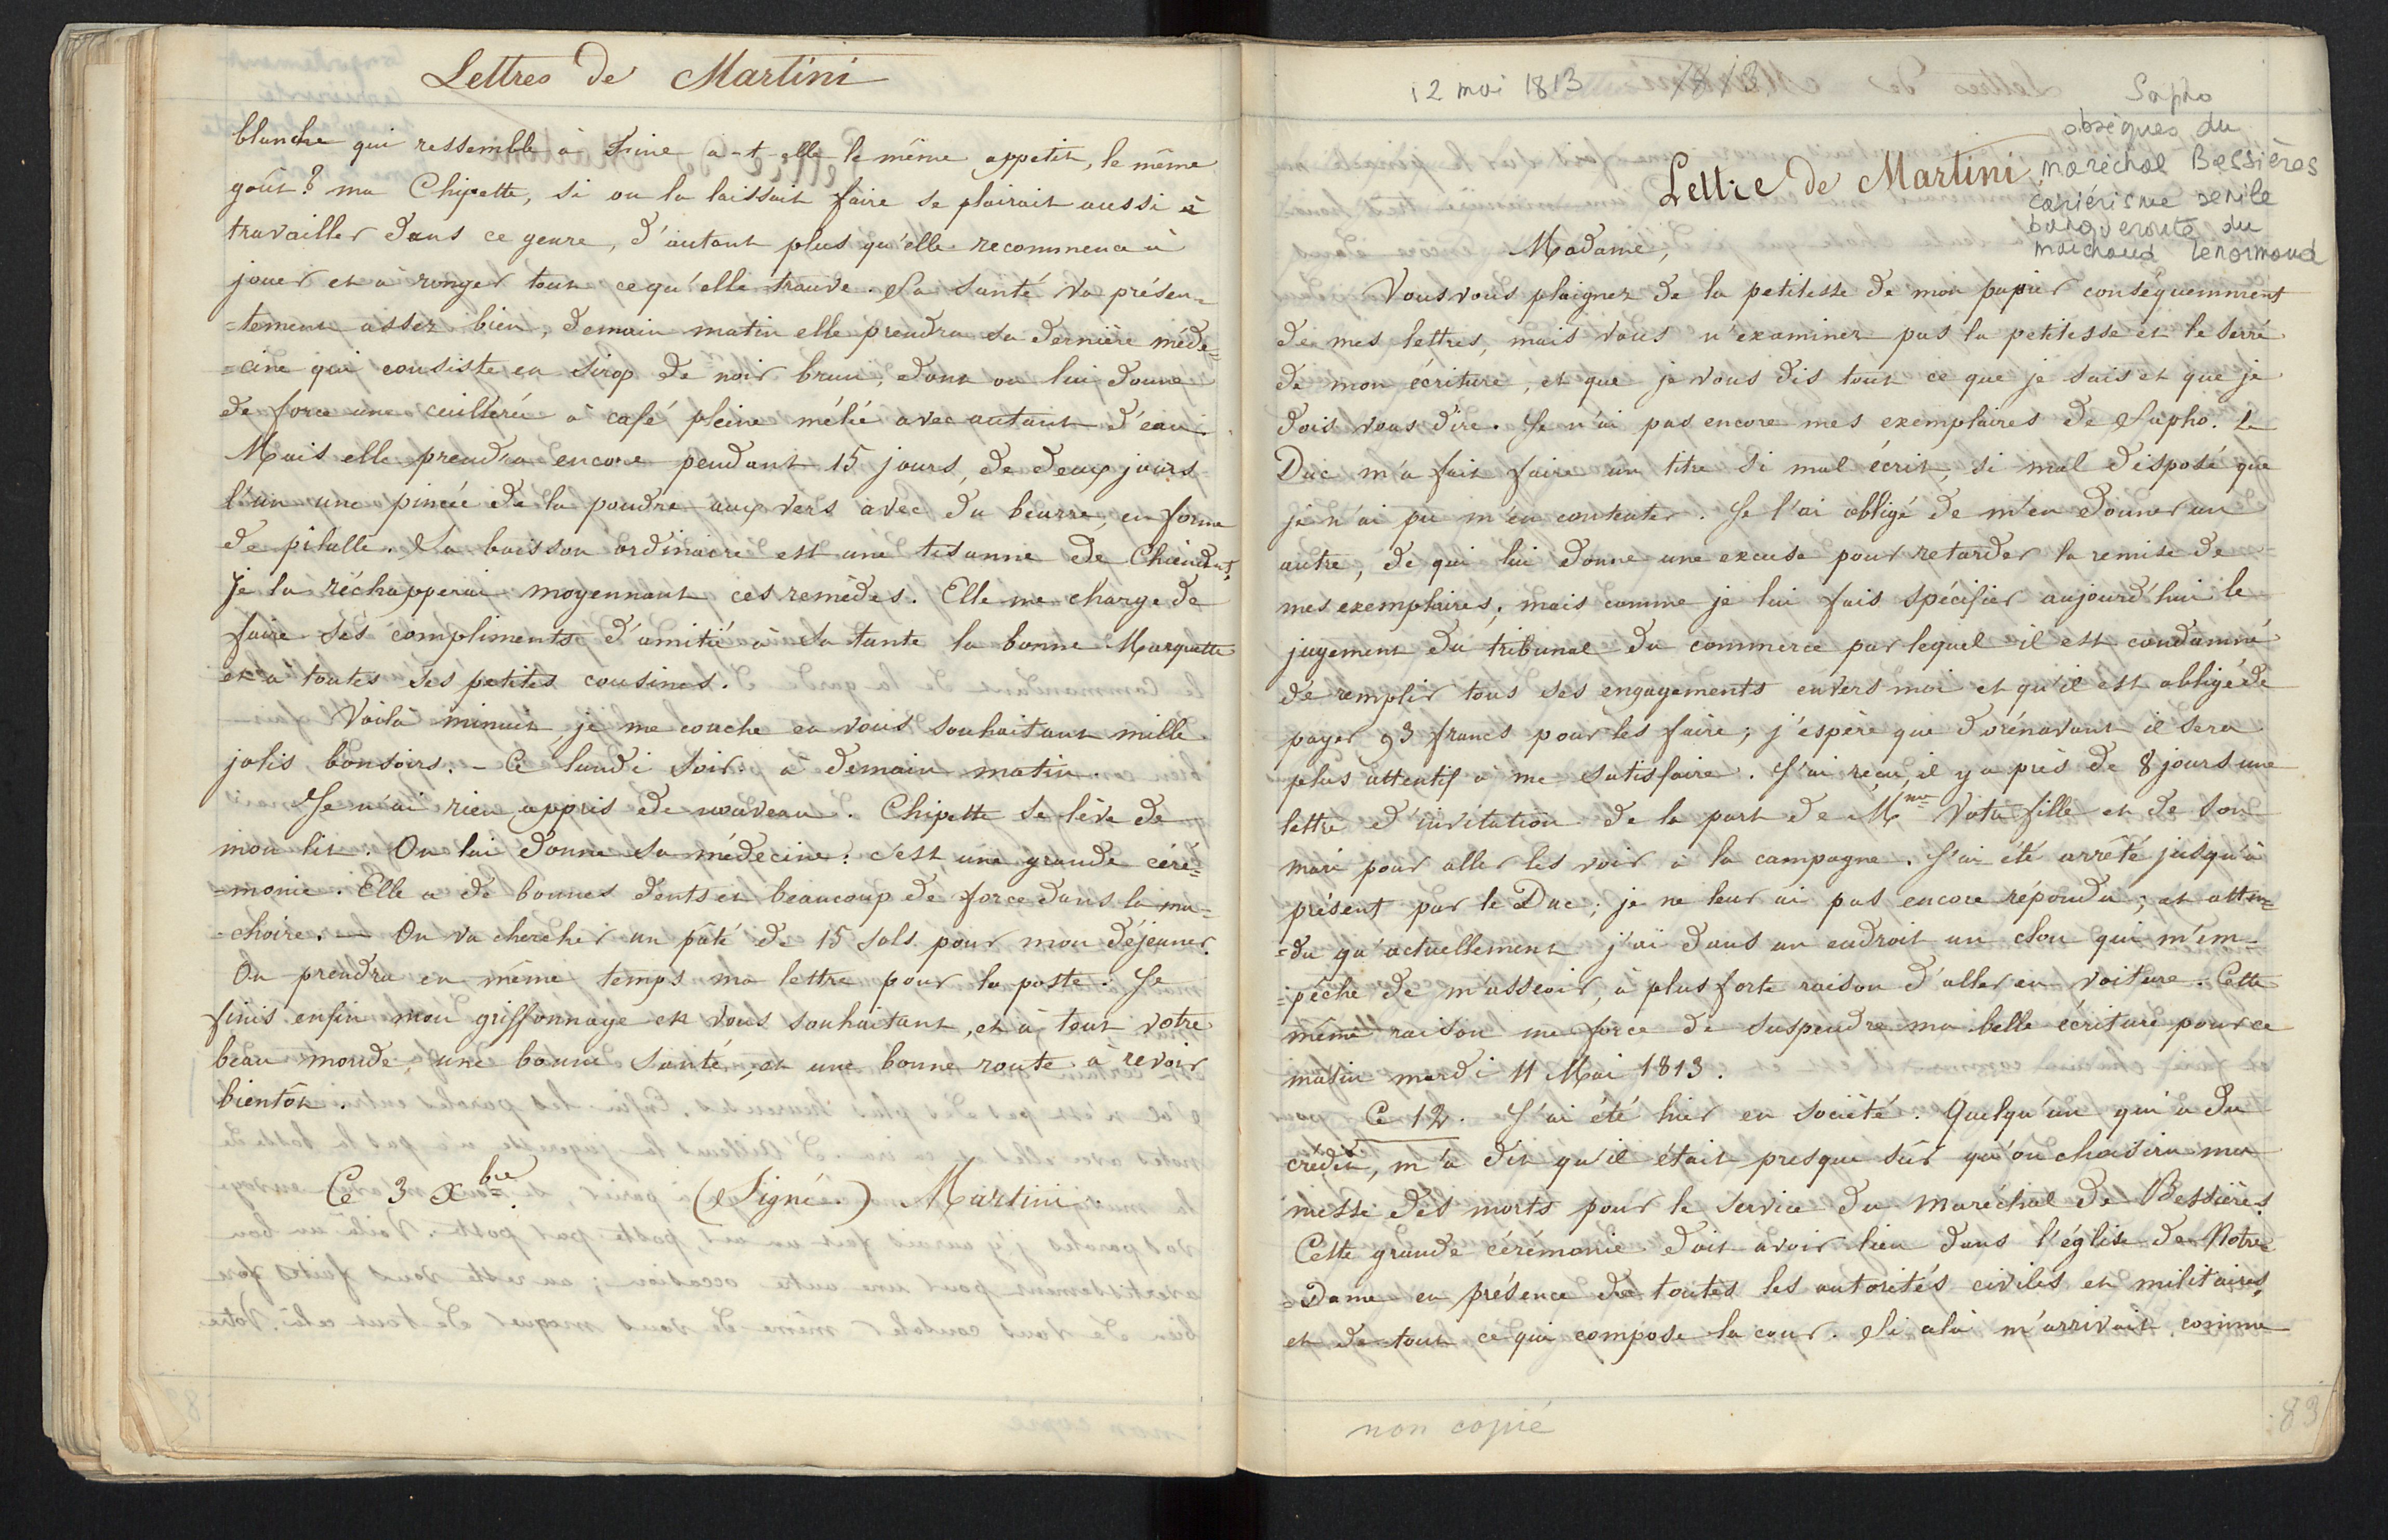 Lettres de Martini
blanche qui ressemble à Fine a-t-elle le même appetit, le même
goût? ma Chipette, si on la laissait faire se plairait aussi à
travailler dans ce genre, d'autant plus qu'elle recommence à
jouer et à ronger tout ce qu'elle trouve. Sa santé va présen=
=tement assez bien, demain matin elle prendra sa dernière méde=
=cine qui consiste en sirop de noir brun, dont on lui donne
de force une cuillerée à café pleine mêlée avec autant d'eau.
Mais elle prendra encore pendant 15 jours, de deux jours
l'un une pincée de la poudre aux vers avec du beurre, en forme
de pilulle. Sa boisson ordinaire est une tisanne de Chiendent,
Je la réchapperai moyennant ces remèdes. Elle me charge de
faire ses compliments d'amitié à sa tante la bonne Marquette
et à toutes ses petites cousines.
Voilà minuit je me couche en vous souhaitant mille
jolis bonsoirs. - Ce lundi soir. à demain matin.
Je n'ai rien appris de nouveau. Chipette se lève de
mon lit. On lui donne sa médecine: c'est une grande céré=
=monie. Elle a de bonnes dents et beaucoup de force dans la ma=
=choire. — On va chercher un pâté de 15 sols pour mon déjeuner.
On prendra en même temps ma lettre pour la poste. Je
finis enfin mon griffonnage en vous souhaitant, et à tout votre
beau monde, une bonne santé, et une bonne route à revoir
bientôt.
Ce 3 Xbre. (Signé.) Martini.
12 mai 1813
Sapho
obsèques du
maréchal Bessières
sénile
banqueroute du
marchand Lenormand
Lettre de Martini
Madame,
Vous vous plaignez de la petitesse de mon papier conséquemment
de mes lettres, mais vous n'examinez pas la petitesse et le serré
de mon écriture, et que je vous dis tout ce que je sais et que je
dois vous dire. Je n'ai pas encore mes exemplaires de Sapho. Le
Duc m'a fait faire un titre si mal écrit, si mal disposé que
je n'ai pu m'en contenter. Je l'ai obligé de m'en donner un
autre, de qui lui donne une excuse pour retarder la remise de
mes exemplaires, mais comme je lui fais spécifier aujourd'hui le
jugement du tribunal du commerce par lequel il est condamné
de remplir tous ses engagements envers moi et qu'il est obligé de
payer 93 francs pour les faire; j'espère que dorénavant il sera
plus attentif à me satisfaire. J'ai reçu, il y a près de 8 jours une
lettre d'invitation de la part de Mme Votre fille et de son
mari pour aller les voir à la campagne. J'ai été arrêté jusqu'à
présent par le Duc; je ne leur ai pas encore répondu; et atten=
=du qu'actuellement j'ai dans un endroit un clou qui m'em=
=pêche de m'asseoir, à plus forte raison d'aller en voiture. Cette
même raison me force de suspendre ma belle écriture pour ce
matin mardi 11 Mai 1813.
Ce 12. J'ai été hier en société. Quelqu'un qui a du
crédit, m'a dit qu'il était presque sûr qu'on choisira ma
messe des morts pour le service du maréchal de Bessières.
Cette grande cérémonie doit avoir lieu dans l'église de Notre=
=Dame en présence de toutes les autorités civiles et militaires,
et de tout ce qui compose la cour. Si cela m'arrivait, comme
non copié
83